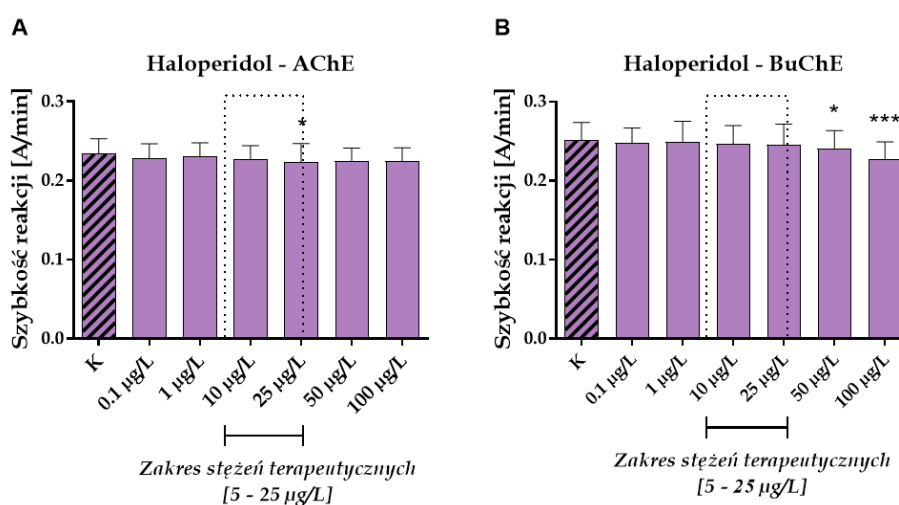 A
Haloperidol - AChE
Szybkość reakcji [A/min]
0.3
0.2
0.1
0.0
*
K
0.1 µg/L
1 µg/L
10 µg/L
25 µg/L
50 µg/L
100 µg/L
Zakres stężeń terapeutycznych
[5 - 25 µg/L]
B
Haloperidol - BuChE
Szybkość reakcji [A/min]
0.3
0.2
0.1
0.0
*
***
K
0.1 µg/L
1 µg/L
10 µg/L
25 µg/L
50 µg/L
100 µg/L
Zakres stężeń terapeutycznych
[5 - 25 µg/L]